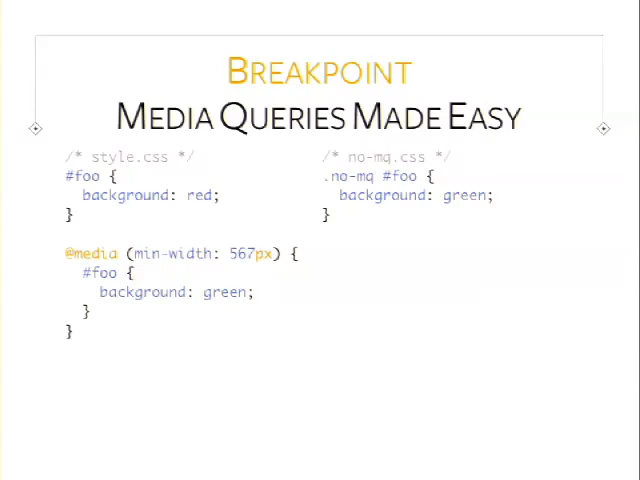 BREAKPOINT
MEDIA QUERIES MADE EASY
/* style.css */
#foo {
  background: red;
}
@media (min-width: 567px) {
  #foo {
    background: green;
  }
}
/* no-mq.css */
.no-mq #foo {
  background: green;
}